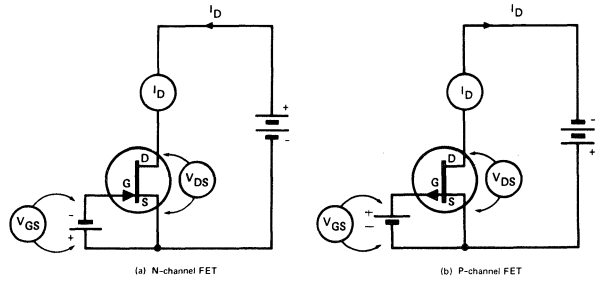 I_D
I_D
+
-
D
G
S
V_DS
V_GS
-
+
(a) N-channel FET
I_D
I_D
-
+
D
G
S
V_DS
V_GS
+
-
(b) P-channel FET